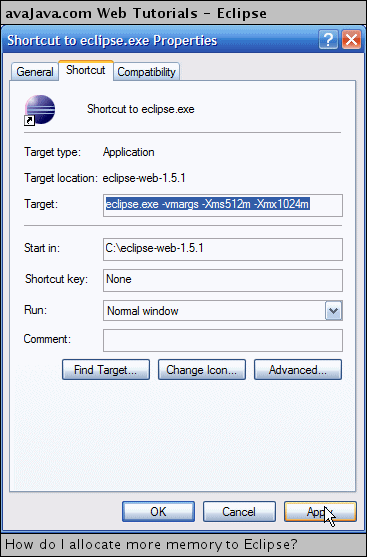 avaJava.com Web Tutorials - Eclipse
Shortcut to eclipse.exe Properties
General Shortcut Compatibility
Shortcut to eclipse.exe
Target type: Application
Target location: eclipse-web-1.5.1
Target: eclipse.exe -vmargs -Xms512m -Xmx1024m
Start in: C:\eclipse-web-1.5.1
Shortcut key: None
Run: Normal window
Comment:
Find Target... Change Icon... Advanced...
OK Cancel Apply
How do I allocate more memory to Eclipse?